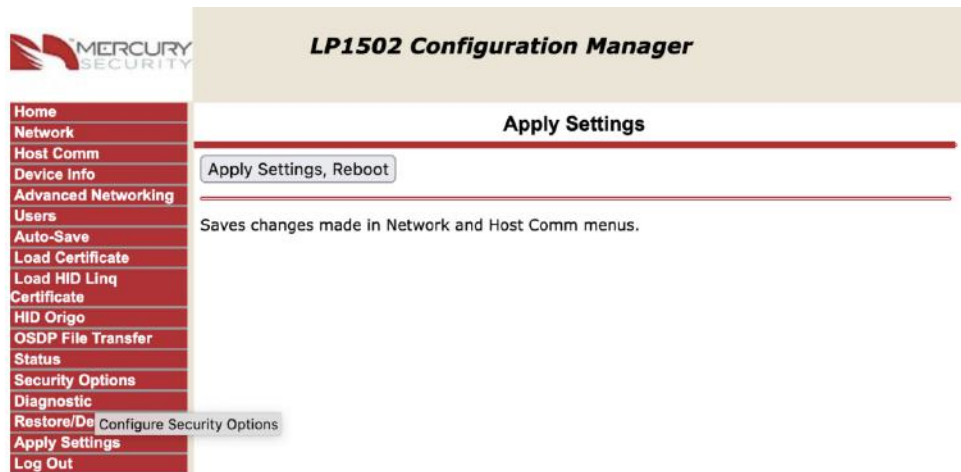 MERCURY
SECURITY
LP1502 Configuration Manager
Home
Network
Host Comm
Device Info
Advanced Networking
Users
Auto-Save
Load Certificate
Load HID Linq
Certificate
HID Origo
OSDP File Transfer
Status
Security Options
Diagnostic
Restore/De
Configure Security Options
Apply Settings
Log Out
Apply Settings
Apply Settings, Reboot
Saves changes made in Network and Host Comm menus.